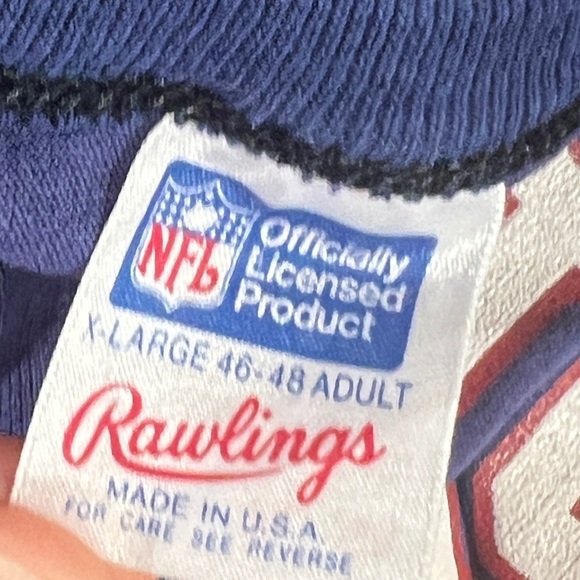 NFL
Officially
Licensed
Product
X-LARGE 46-48 ADULT
Rawlings
MADE IN U.S.A.
FOR CARE SEE REVERSE